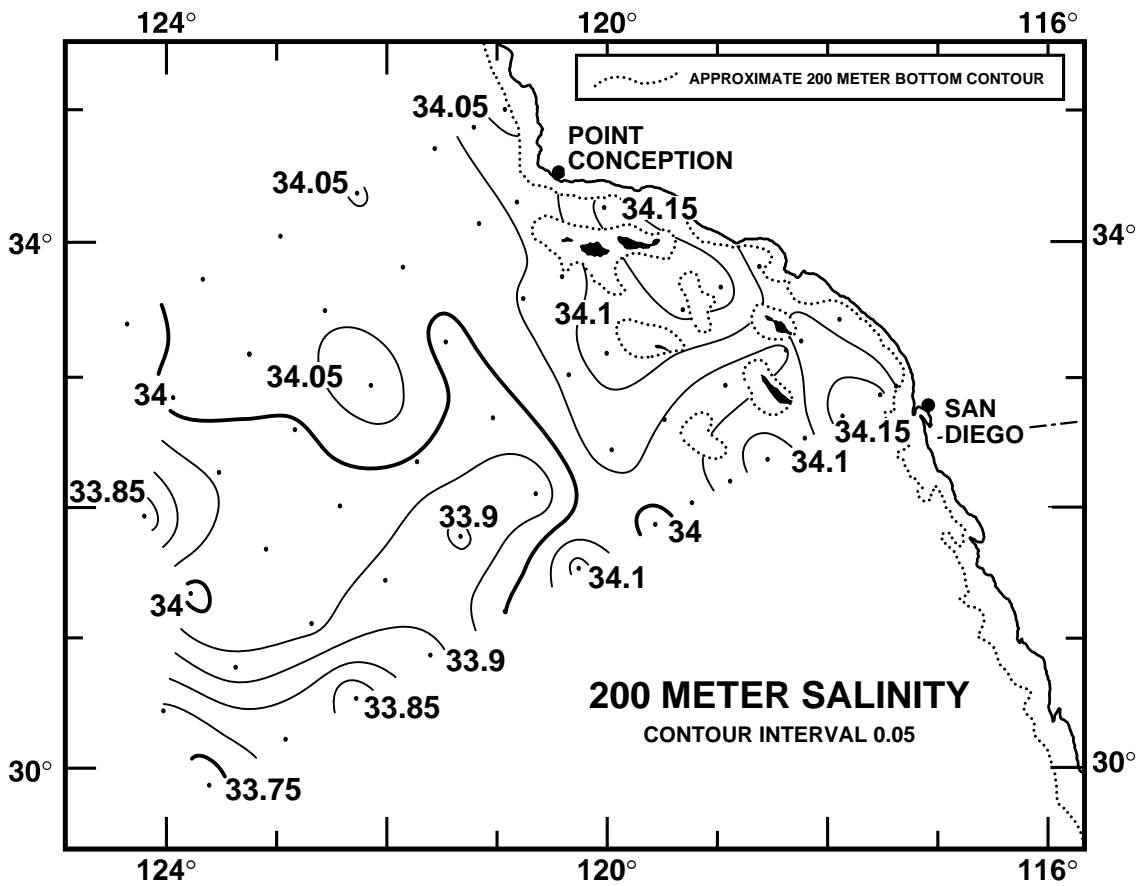 124° 120° 116°
APPROXIMATE 200 METER BOTTOM CONTOUR
34.05
POINT
CONCEPTION
34.05
34.15
34° 34°
34.1
34.05
34
SAN
DIEGO
34.15
34.1
33.85
33.9
34
34.1
34
33.9
200 METER SALINITY
33.85
CONTOUR INTERVAL 0.05
30° 30°
33.75
124° 120° 116°